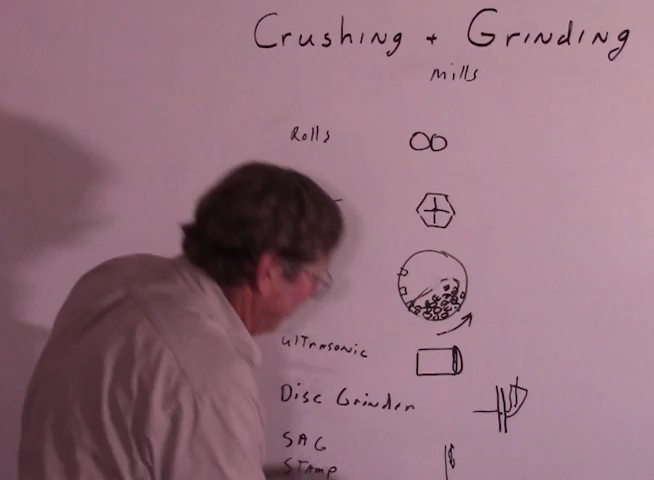 Crushing + Grinding
Mills
Rolls
Ultrasonic
Disc Grinder
SAG
STAMP